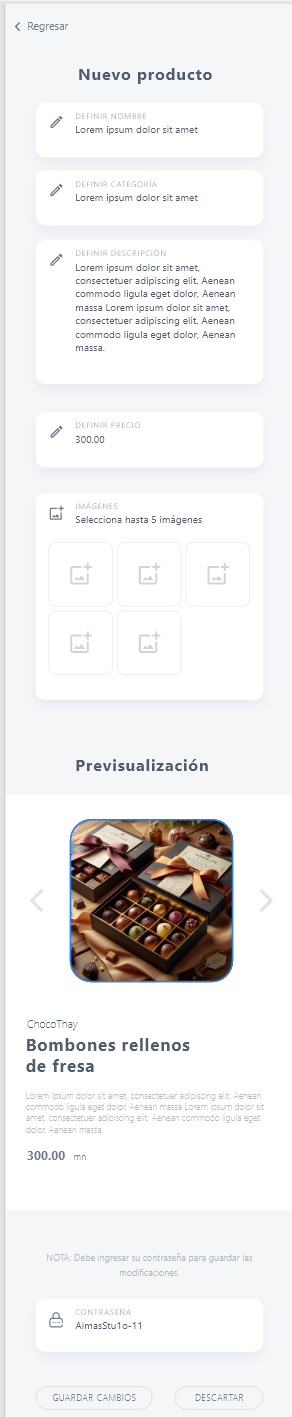 Regresar
Nuevo producto
DEFINIR NOMBRE
Lorem ipsum dolor sit amet
DEFINIR CATEGORÍA
Lorem ipsum dolor sit amet
DEFINIR DESCRIPCIÓN
Lorem ipsum dolor sit amet,
consectetuer adipiscing elit. Aenean
commodo ligula eget dolor, Aenean
massa Lorem ipsum dolor sit amet,
consectetuer adipiscing elit. Aenean
commodo ligula eget dolor, Aenean
massa.
DEFINIR PRECIO
300.00
IMÁGENES
Selecciona hasta 5 imágenes
Previsualización
ChocoThay
Bombones rellenos
de fresa
Lorem ipsum dolor sit amet, consectetuer adipiscing elit. Aenean
commodo ligula eget dolor, Aenean massa Lorem ipsum dolor sit
amet, consectetuer adipiscing elit. Aenean commodo ligula eget
dolor, Aenean massa.
300.00 mn
NOTA: Debe ingresar su contraseña para guardar las
modificaciones.
CONTRASEÑA
AimasStu1o-11
GUARDAR CAMBIOS
DESCARTAR